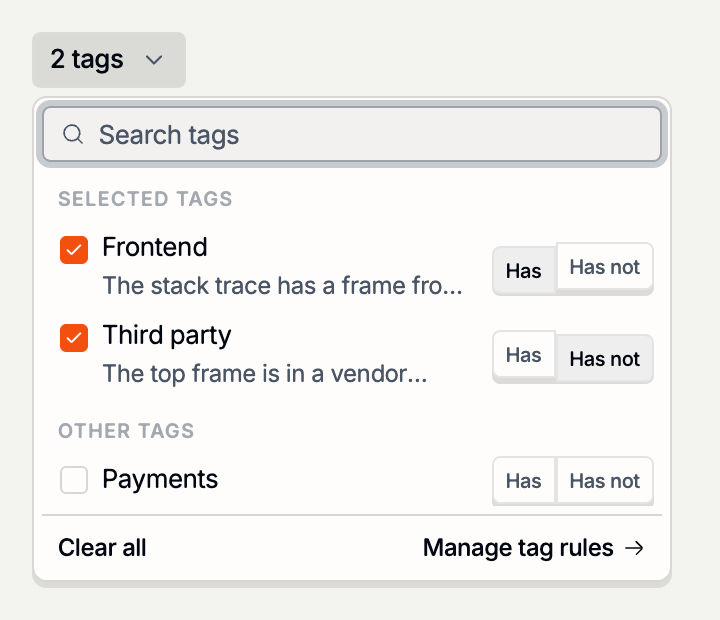 2 tags
Search tags
SELECTED TAGS
Frontend
The stack trace has a frame fro...
Has
Has not
Third party
The top frame is in a vendor...
Has
Has not
OTHER TAGS
Payments
Has
Has not
Clear all
Manage tag rules →